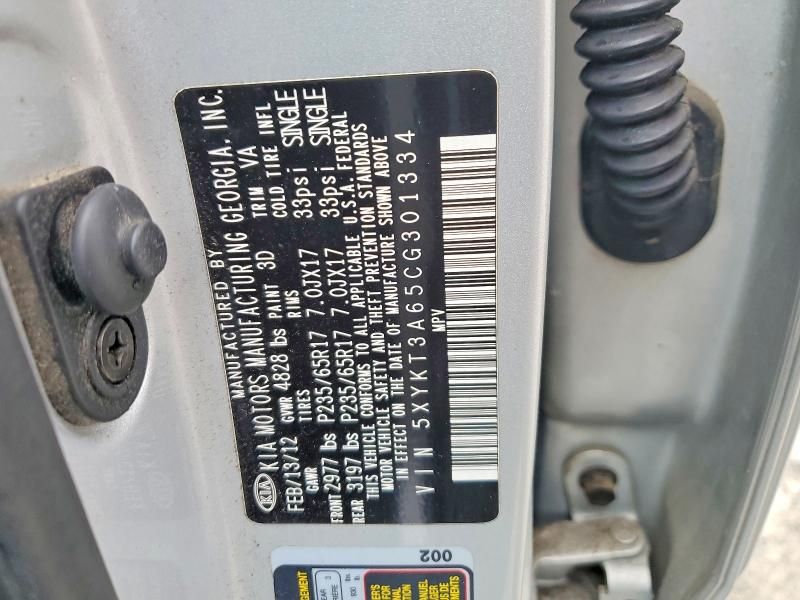 MANUFACTURED BY
KIA KIA MOTORS MANUFACTURING GEORGIA, INC.
FEB/13/12 GVWR 4828 lbs PAINT 3D TRIM VA
GAWR TIRES RIMS COLD TIRE INFL
FRONT 2977 lbs P235/65R17 7.0JX17 33psi SINGLE
REAR 3197 lbs P235/65R17 7.0JX17 33psi SINGLE
THIS VEHICLE CONFORMS TO ALL APPLICABLE U.S.A. FEDERAL
MOTOR VEHICLE SAFETY AND THEFT PREVENTION STANDARDS
IN EFFECT ON THE DATE OF MANUFACTURE SHOWN ABOVE
VIN 5XYKT3A65CG301334
MPV
002